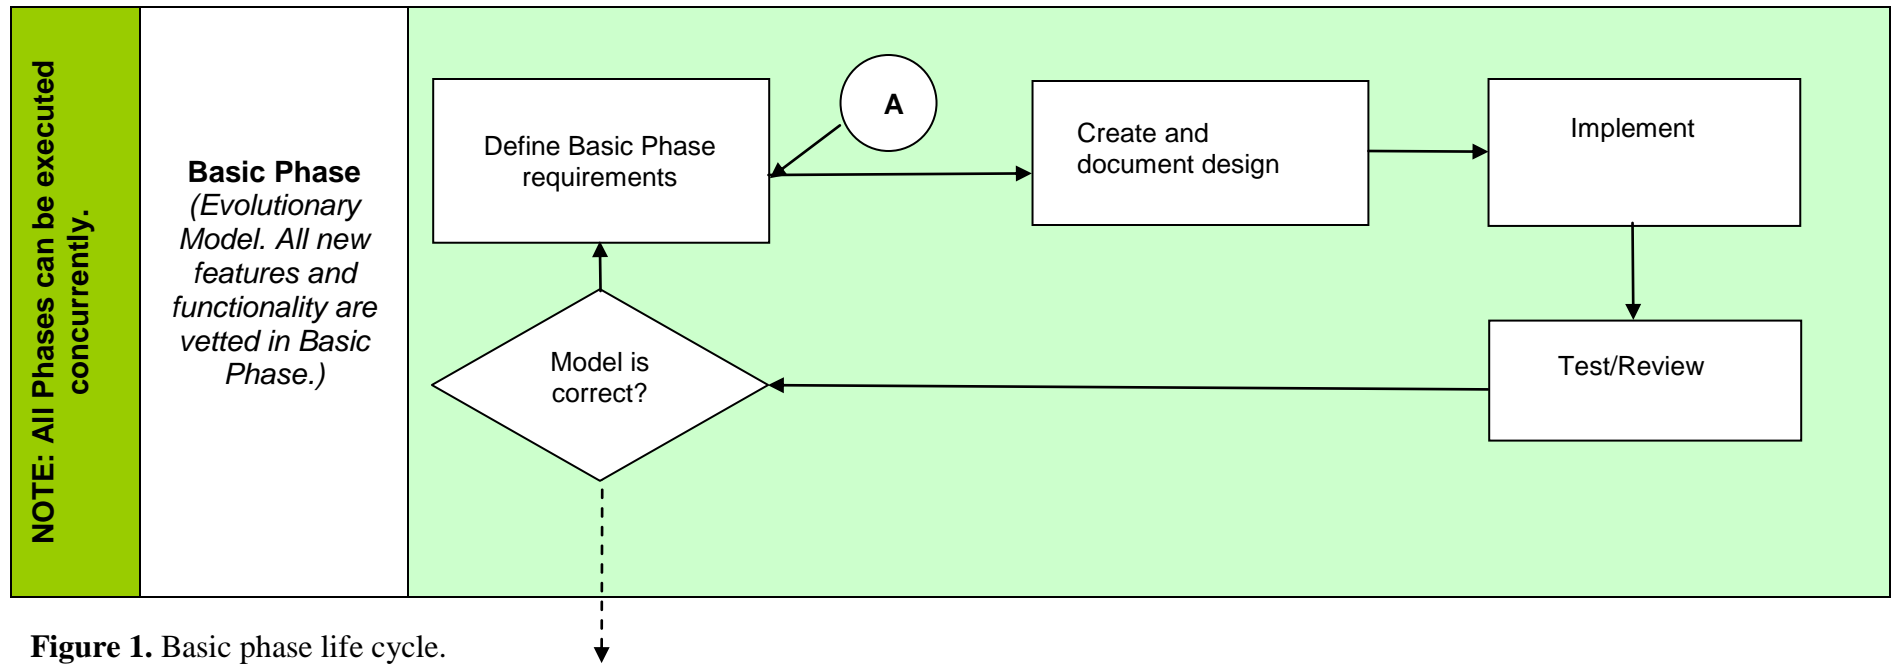 NOTE: All Phases can be executed
concurrently.
Basic Phase
(Evolutionary
Model. All new
features and
functionality are
vetted in Basic
Phase.)
Define Basic Phase
requirements
A
Create and
document design
Implement
Model is
correct?
Test/Review
Figure 1. Basic phase life cycle.